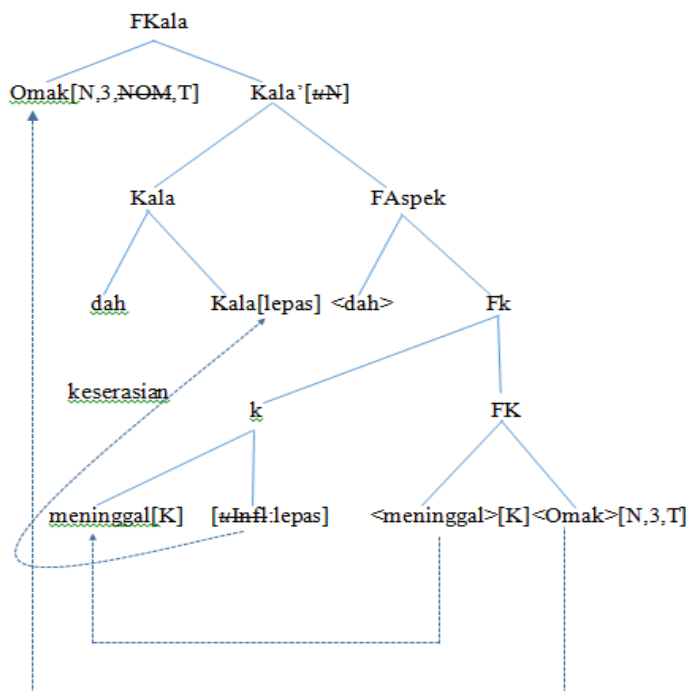 FKala
Omak[N,3,NOM,T] Kala’[uN]
Kala FAspek
dah Kala[lepas] <dah> Fk
keserasian
k FK
meninggal[K] [uInfl:lepas] <meninggal>[K] <Omak>[N,3,T]